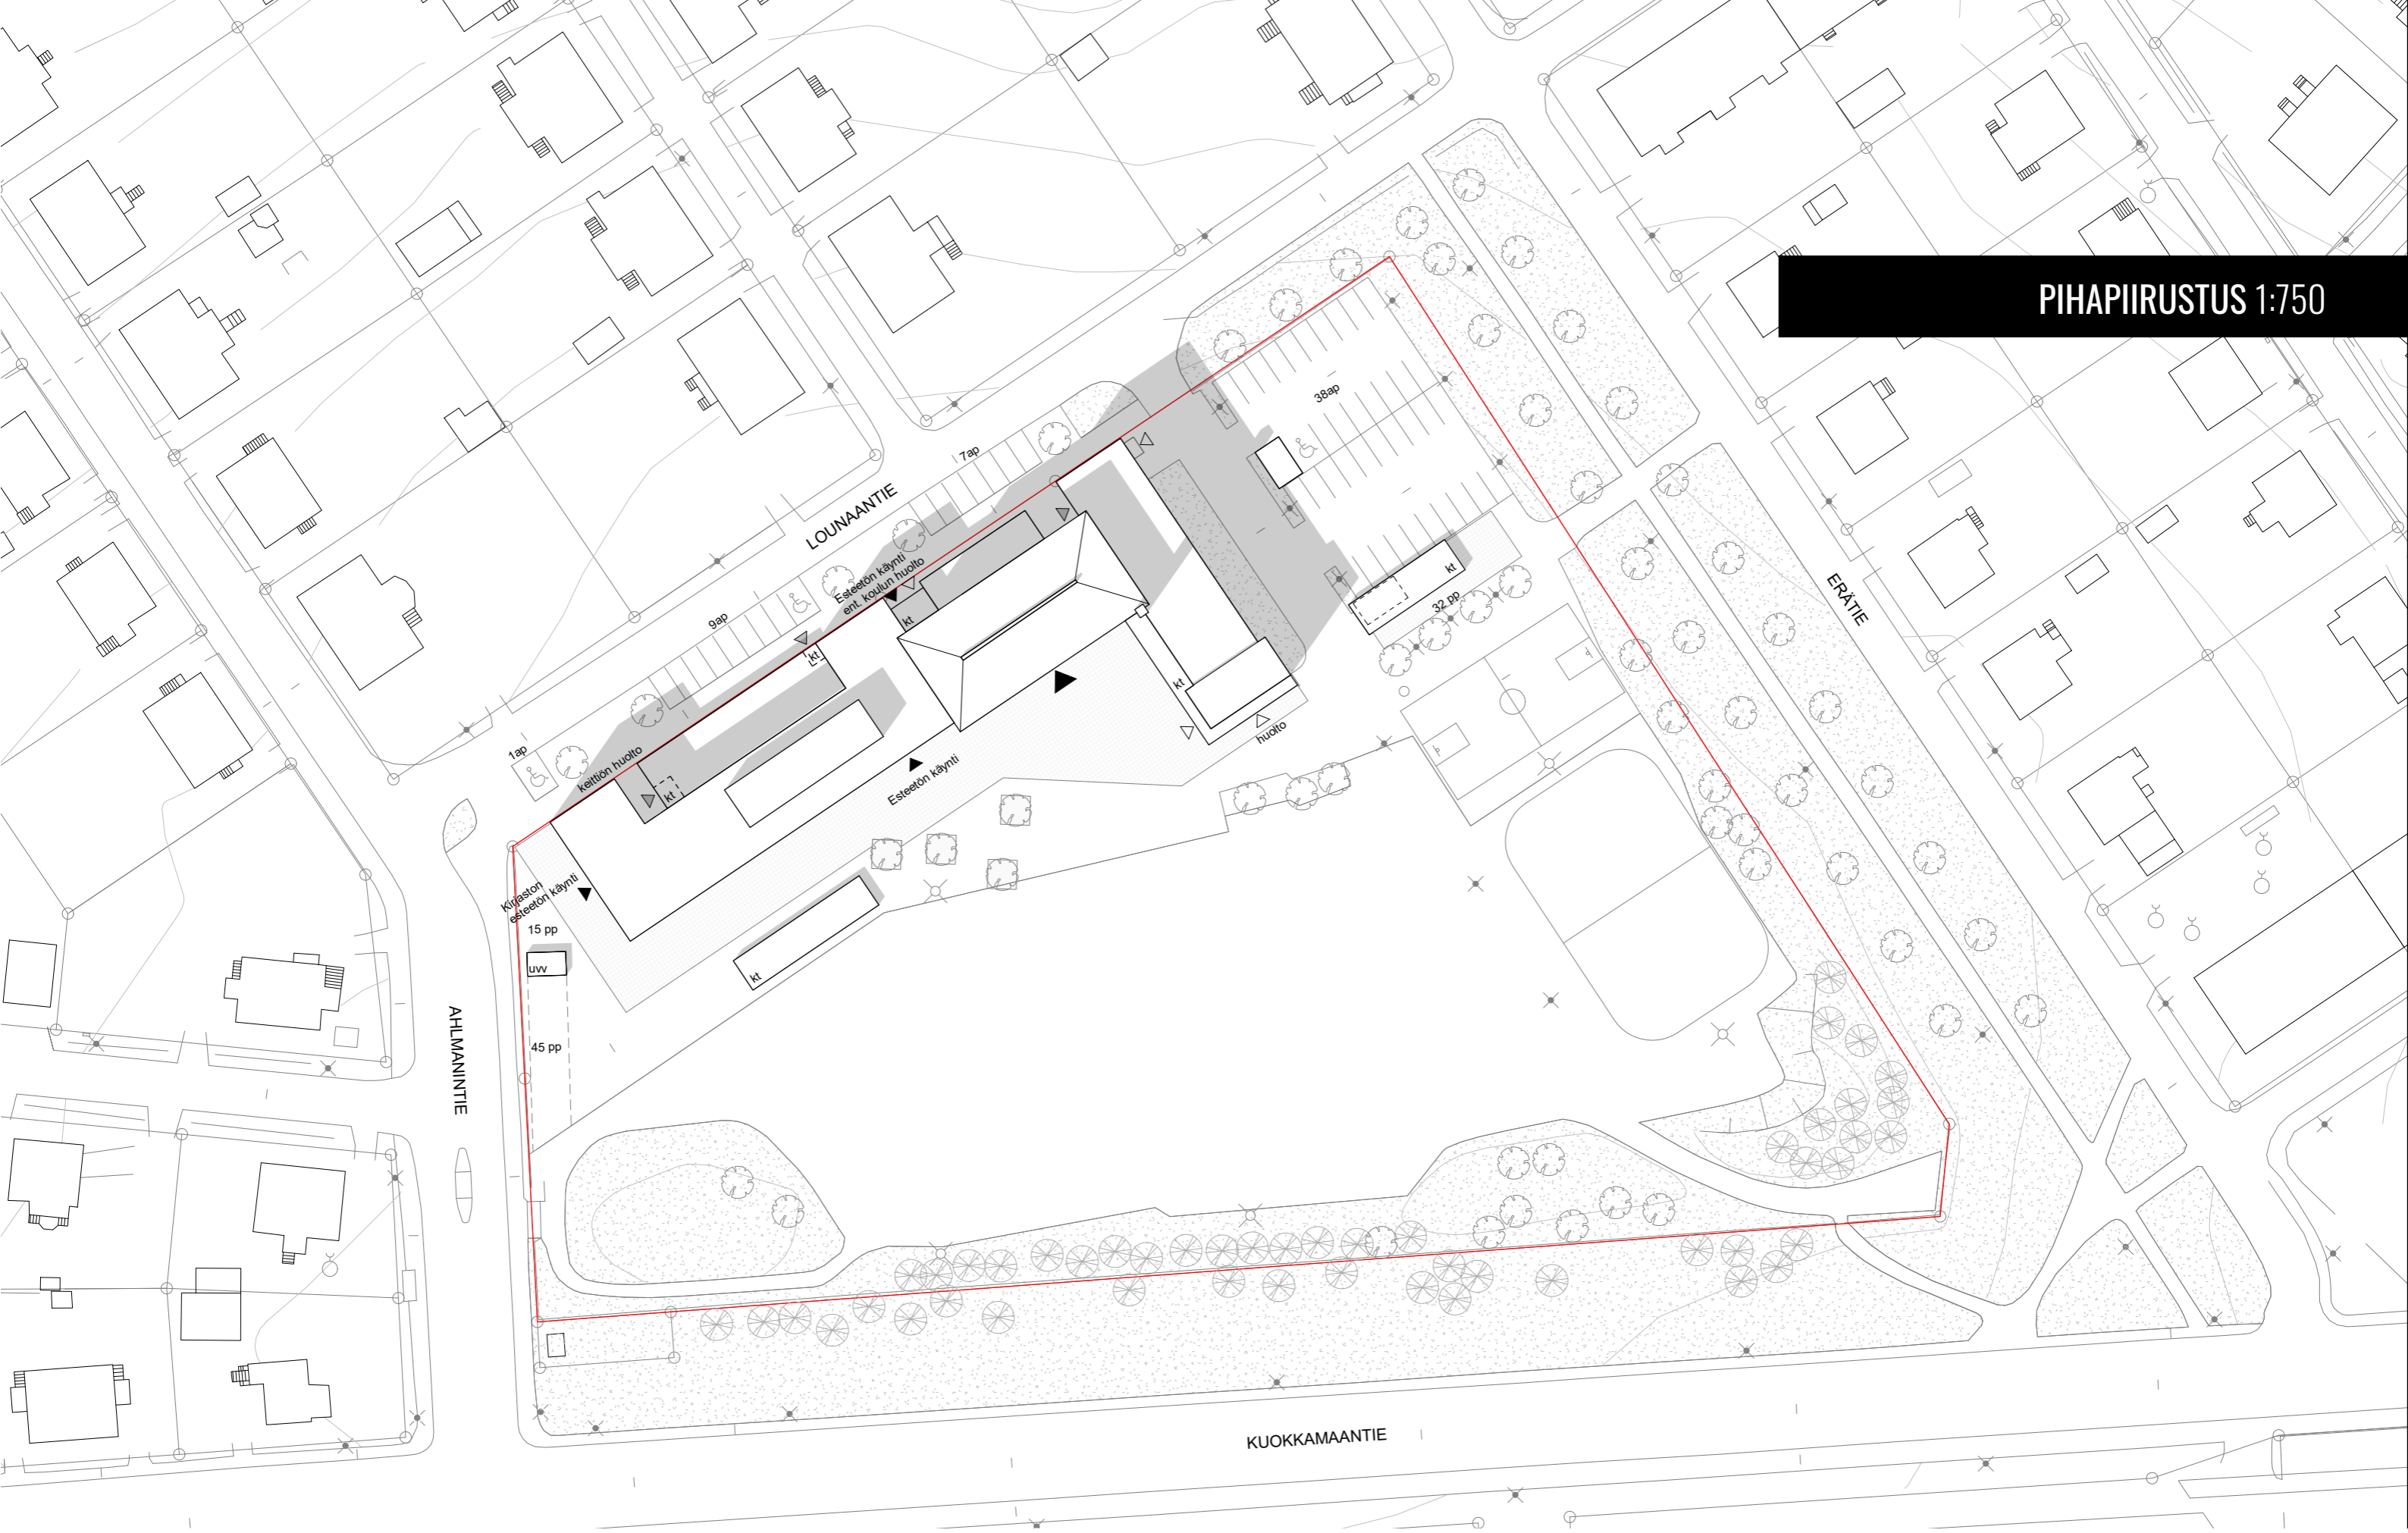 PIHAPIIRUSTUS 1:750
38ap
7ap
LOUNAANTIE
Esteetön käynti
ent. koulun huolto
kt
9ap
kt
kt
32 pp
ERÄTIE
kt
huolto
1ap
keittiön huolto
kt
Esteetön käynti
Kirjaston
esteetön käynti
15 pp
uvv
kt
45 pp
AHLMANINTIE
KUOKKAMAANTIE